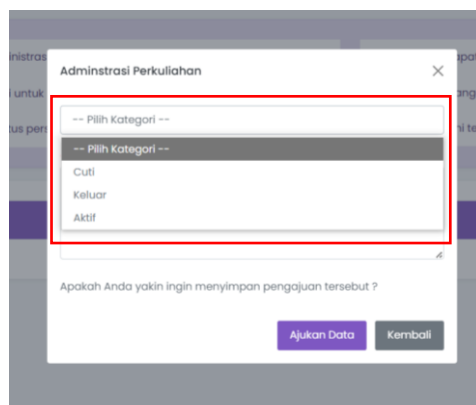 Adminstrasi Perkuliahan
-- Pilih Kategori --
-- Pilih Kategori --
Cuti
Keluar
Aktif
Apakah Anda yakin ingin menyimpan pengajuan tersebut ?
Ajukan Data Kembali